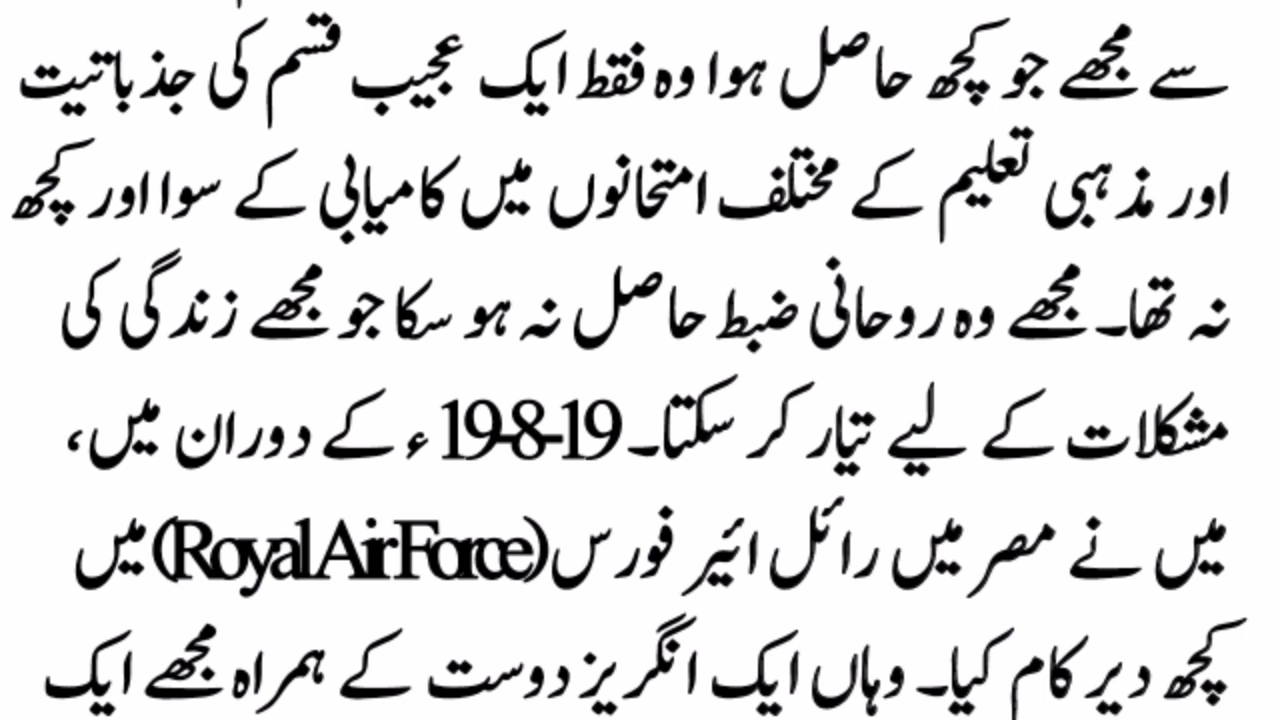 سے مجھے جو کچھ حاصل ہوا وہ فقط ایک عجیب قسم کی جذباتیت
اور مذہبی تعلیم کے مختلف امتحانوں میں کامیابی کے سوا اور کچھ
نہ تھا۔ مجھے وہ روحانی ضبط حاصل نہ ہو سکا جو مجھے زندگی کی
مشکلات کے لیے تیار کر سکتا۔ 19-8-19ء کے دوران میں،
میں نے مصر میں رائل ائیر فورس (Royal Air Force) میں
کچھ دیر کام کیا۔ وہاں ایک انگریز دوست کے ہمراہ مجھے ایک